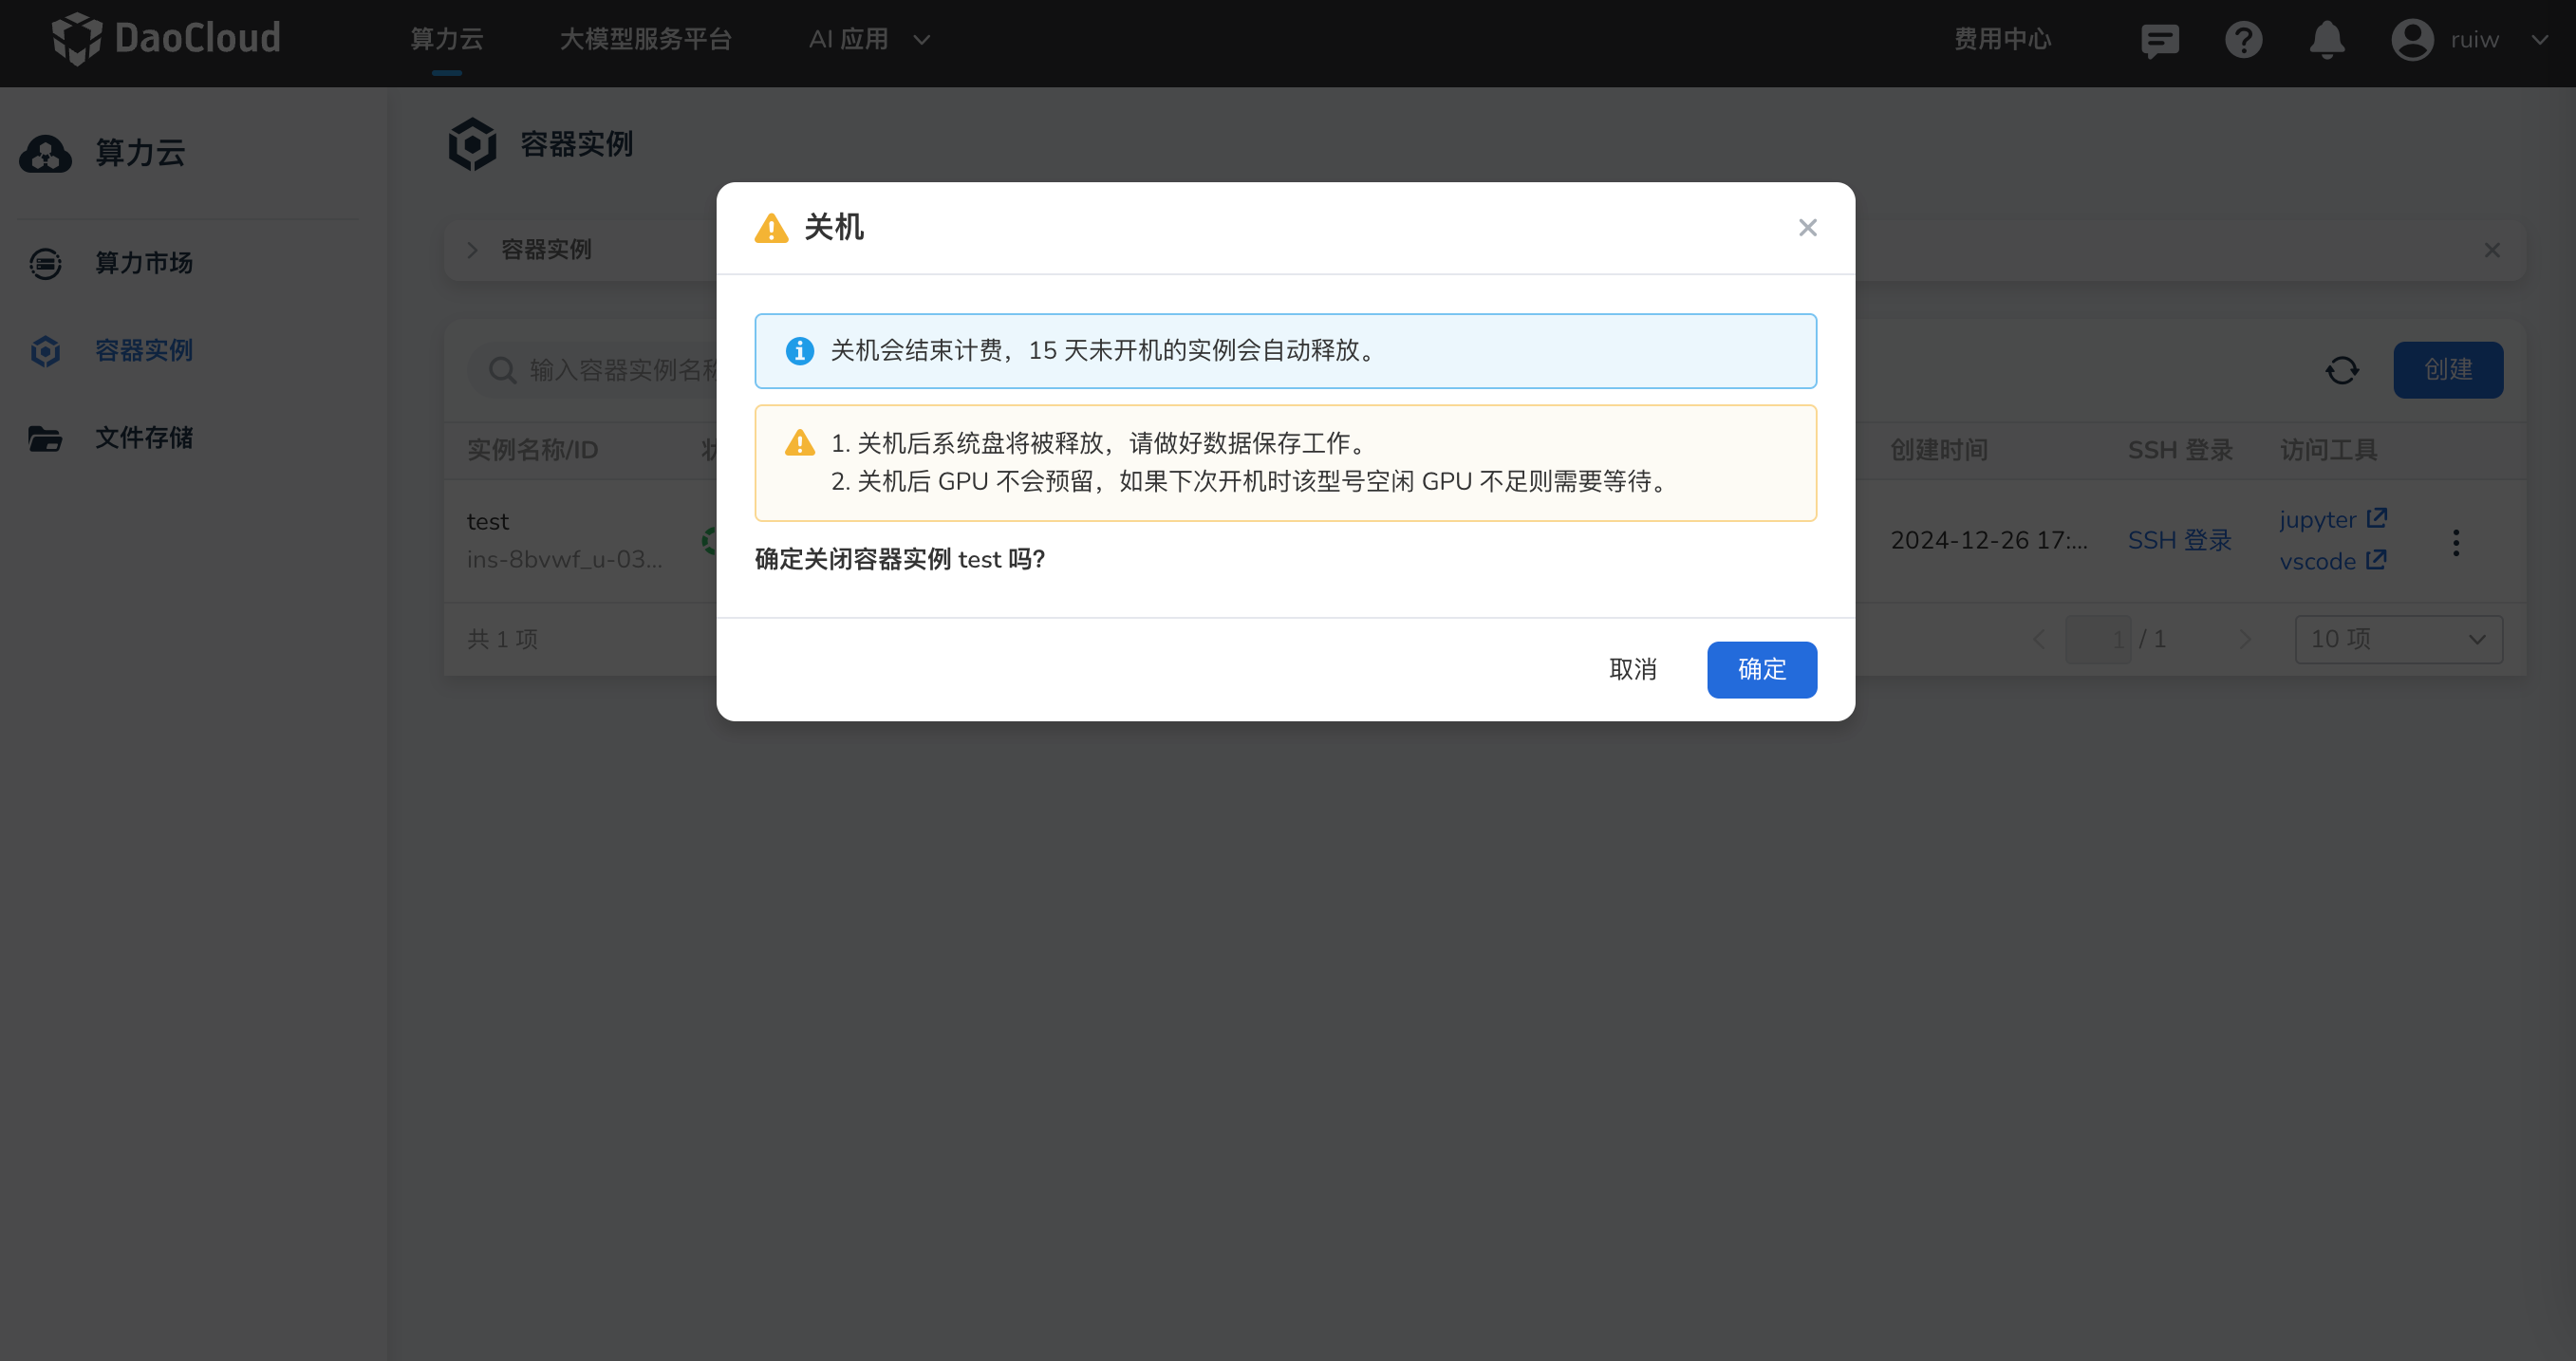 DaoCloud
算力云
大模型服务平台
AI 应用
费用中心
ruiw
算力云
容器实例
算力市场
容器实例
文件存储
容器实例
输入容器实例名称
创建
实例名称/ID
创建时间
SSH 登录
访问工具
test
ins-8bvwf_u-03...
2024-12-26 17:...
SSH 登录
jupyter
vscode
共 1 项
1 / 1
10 项
关机
关机会结束计费，15 天未开机的实例会自动释放。
1. 关机后系统盘将被释放，请做好数据保存工作。
2. 关机后 GPU 不会预留，如果下次开机时该型号空闲 GPU 不足则需要等待。
确定关闭容器实例 test 吗?
取消
确定